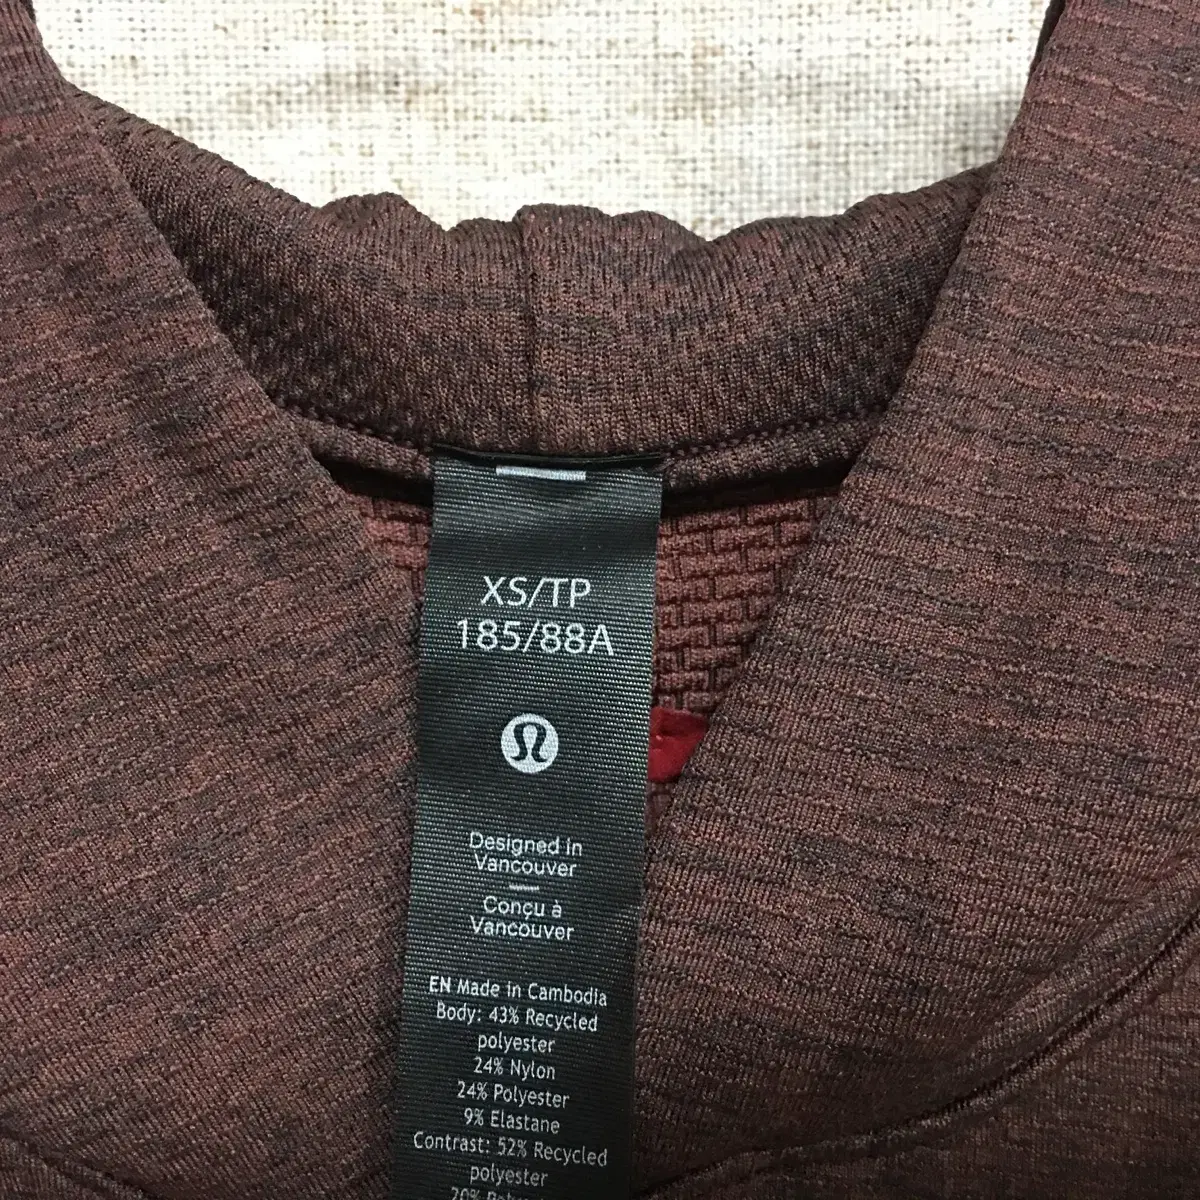 XS/TP
185/88A
Designed in
Vancouver
Conçu à
Vancouver
EN Made in Cambodia
Body: 43% Recycled
polyester
24% Nylon
24% Polyester
9% Elastane
Contrast: 52% Recycled
polyester